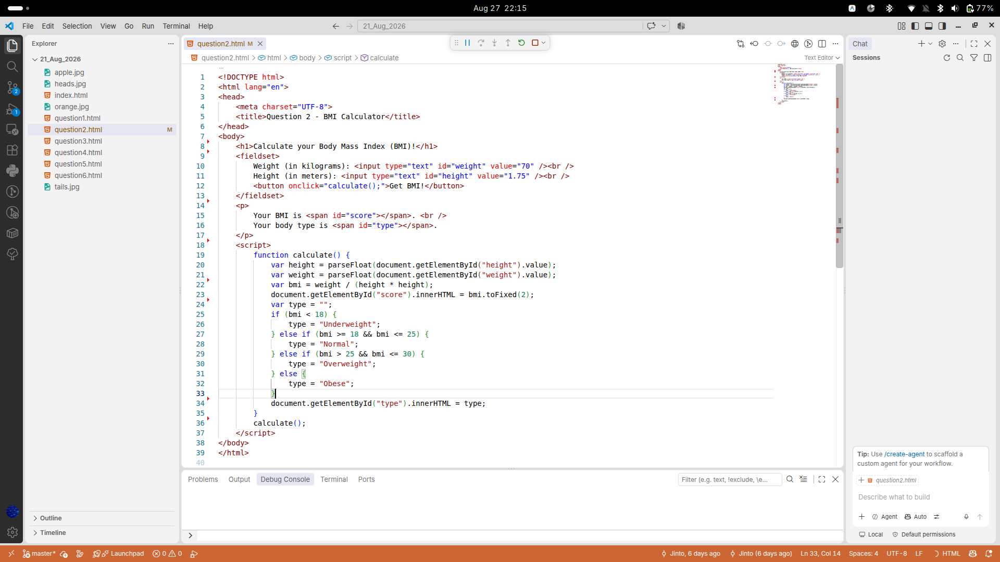 Aug 27 22:15
77%
File Edit Selection View Go Run Terminal Help
21_Aug_2026
Explorer
21_Aug_2026
apple.jpg
heads.jpg
index.html
orange.jpg
question1.html
question2.html M
question3.html
question4.html
question5.html
question6.html
tails.jpg
2
1
Outline
Timeline
question2.html M
question2.html > html > body > script > calculate
Text Editor
1 <!DOCTYPE html>
2 <html lang="en">
3 <head>
4     <meta charset="UTF-8">
5     <title>Question 2 - BMI Calculator</title>
6 </head>
7 <body>
8     <h1>Calculate your Body Mass Index (BMI)!</h1>
9     <fieldset>
10         Weight (in kilograms): <input type="text" id="weight" value="70" /><br />
11         Height (in meters): <input type="text" id="height" value="1.75" /><br />
12         <button onclick="calculate();">Get BMI!</button>
13     </fieldset>
14     <p>
15         Your BMI is <span id="score"></span>. <br />
16         Your body type is <span id="type"></span>.
17     </p>
18     <script>
19         function calculate() {
20             var height = parseFloat(document.getElementById("height").value);
21             var weight = parseFloat(document.getElementById("weight").value);
22             var bmi = weight / (height * height);
23             document.getElementById("score").innerHTML = bmi.toFixed(2);
24             var type = "";
25             if (bmi < 18) {
26                 type = "Underweight";
27             } else if (bmi >= 18 && bmi <= 25) {
28                 type = "Normal";
29             } else if (bmi > 25 && bmi <= 30) {
30                 type = "Overweight";
31             } else {
32                 type = "Obese";
33             }
34             document.getElementById("type").innerHTML = type;
35         }
36         calculate();
37     </script>
38 </body>
39 </html>
40
Problems Output Debug Console Terminal Ports
Filter (e.g. text, !exclude, \e...
Chat
Sessions
Tip: Use /create-agent to scaffold a
custom agent for your workflow.
question2.html
Describe what to build
Agent Auto
Local Default permissions
master* Launchpad 0 0
Jinto, 6 days ago Jinto (6 days ago) Ln 33, Col 14 Spaces: 4 UTF-8 LF HTML